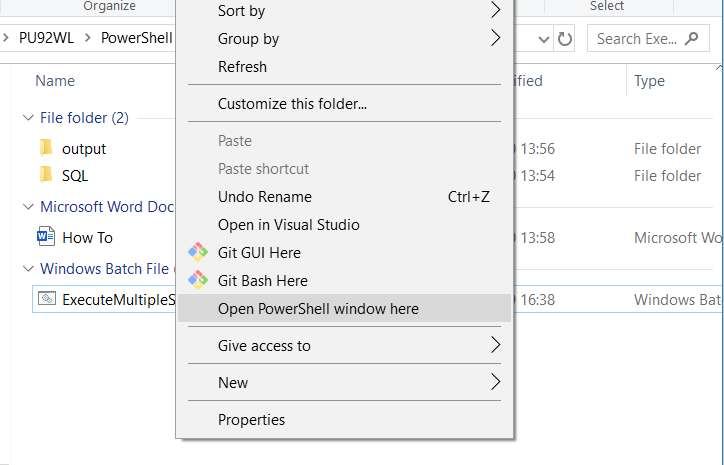 Organize
Select
PU92WL
PowerShell
Search Exe...
Name
Type
File folder (2)
output
13:56
File folder
SQL
13:54
File folder
Microsoft Word Doc
How To
13:58
Microsoft Wo
Windows Batch File
ExecuteMultipleS
16:38
Windows Bat
Sort by
Group by
Refresh
Customize this folder...
Paste
Paste shortcut
Undo Rename
Ctrl+Z
Open in Visual Studio
Git GUI Here
Git Bash Here
Open PowerShell window here
Give access to
New
Properties